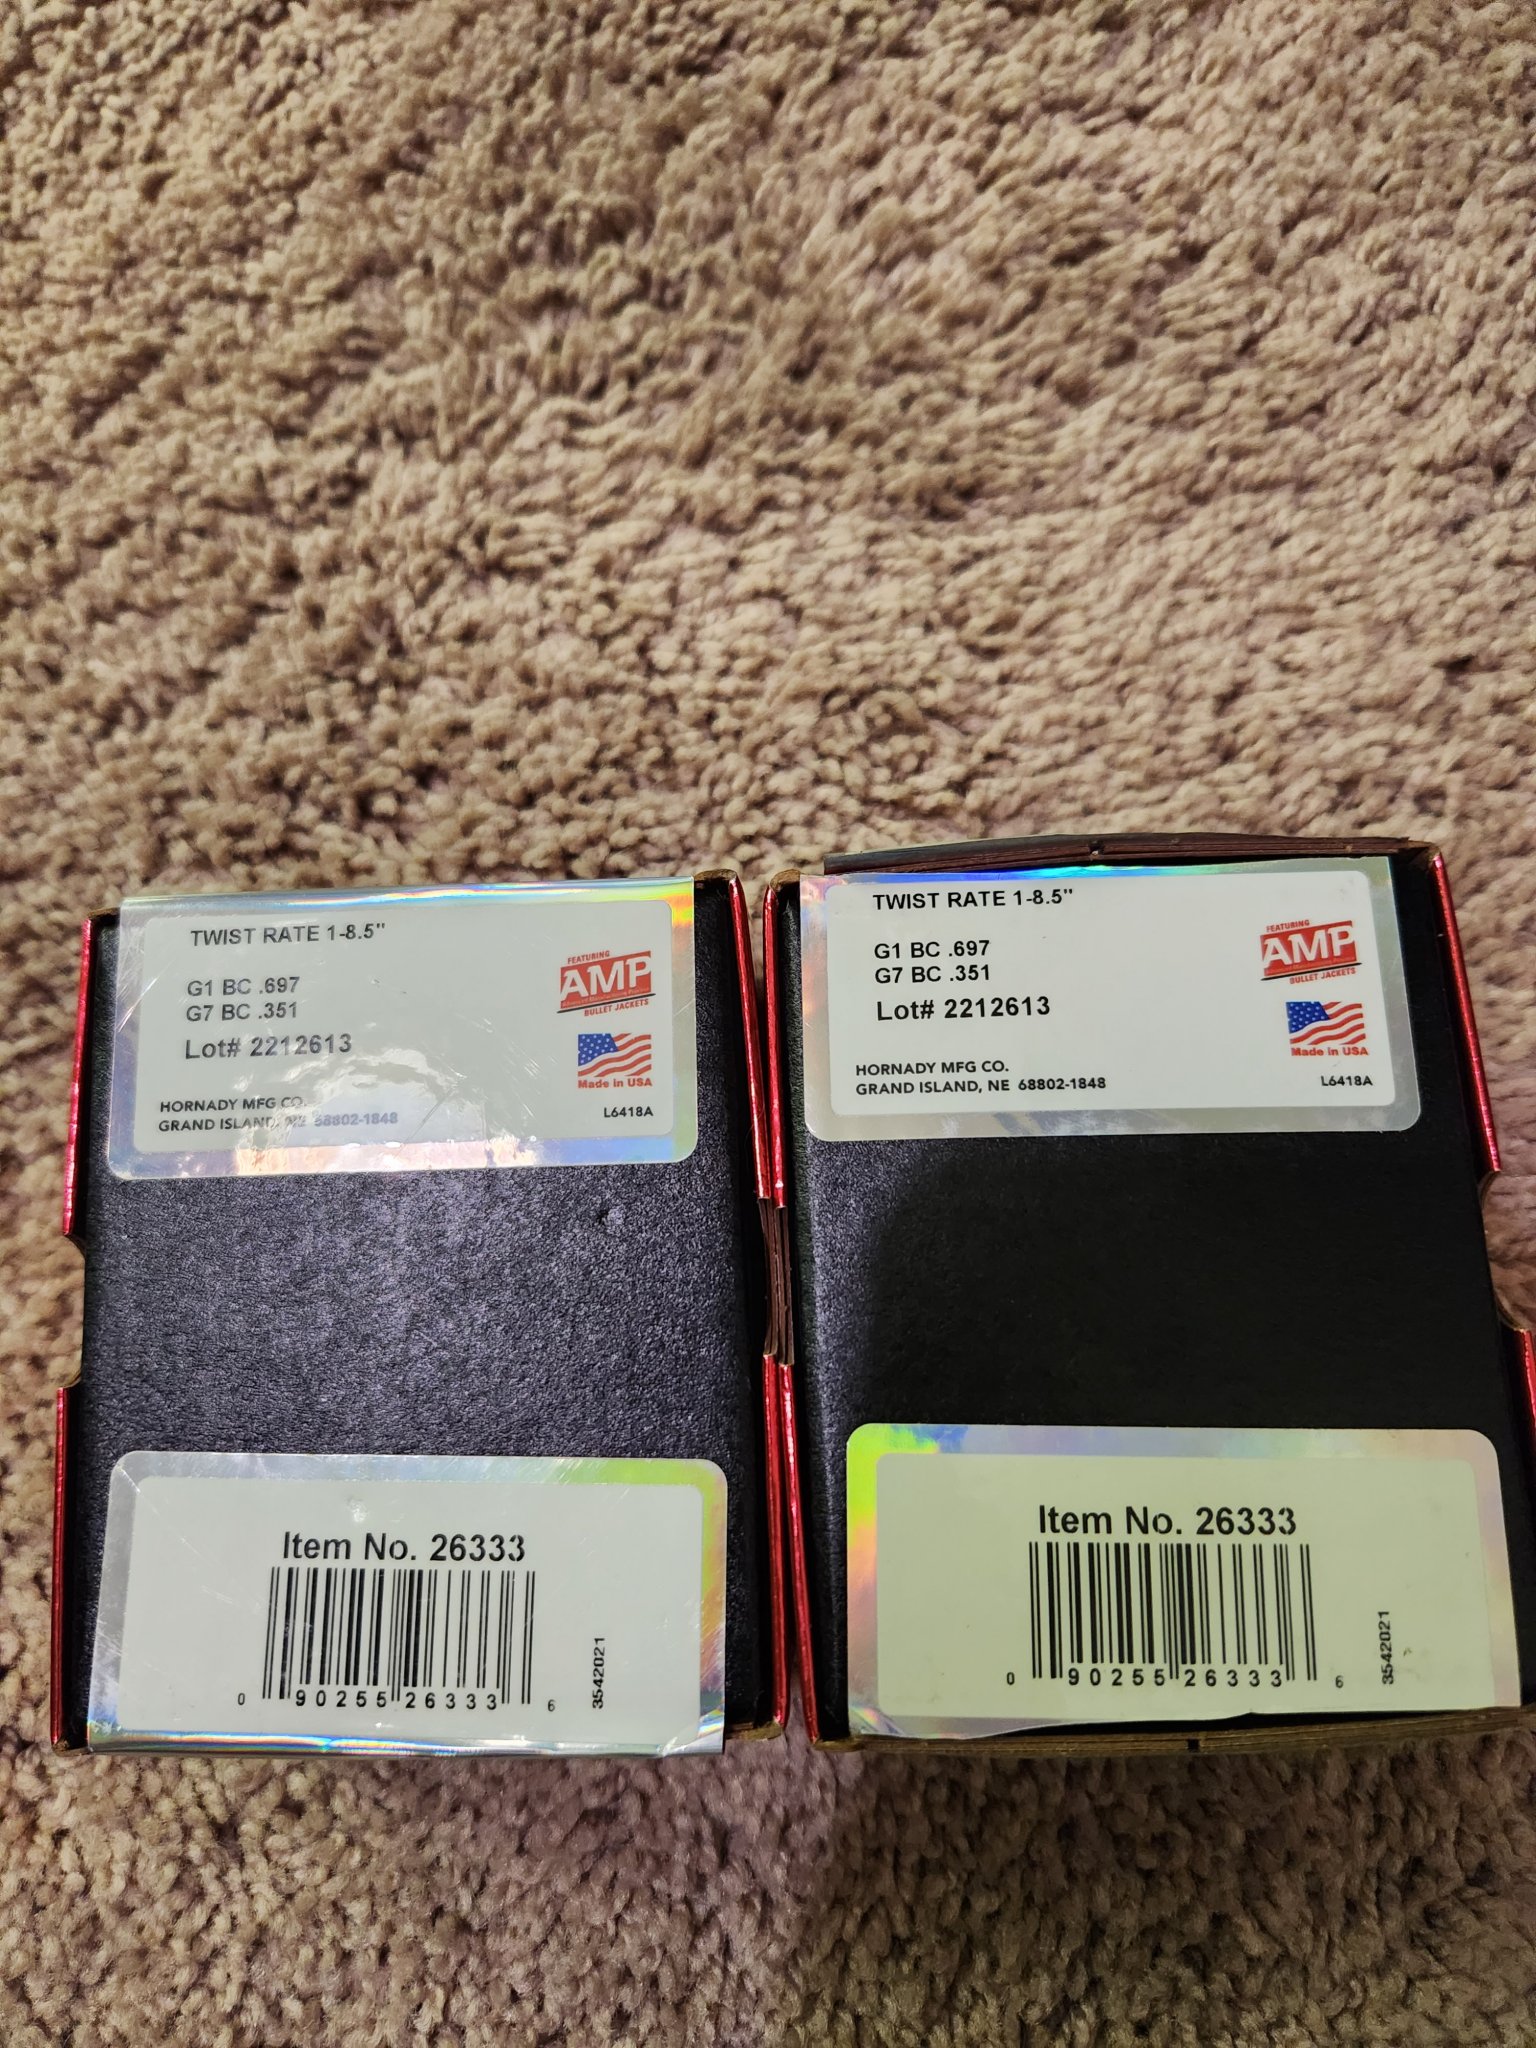 TWIST RATE 1-8.5"
G1 BC .697
G7 BC .351
Lot# 2212613
HORNADY MFG CO.
GRAND ISLAND, NE 68802-1848
FEATURING
AMP
BULLET JACKETS
Made in USA
L6418A
Item No. 26333
0 90255 26333 6
3542021
TWIST RATE 1-8.5"
G1 BC .697
G7 BC .351
Lot# 2212613
HORNADY MFG CO.
GRAND ISLAND, NE 68802-1848
FEATURING
AMP
BULLET JACKETS
Made in USA
L6418A
Item No. 26333
0 90255 26333 6
3542021